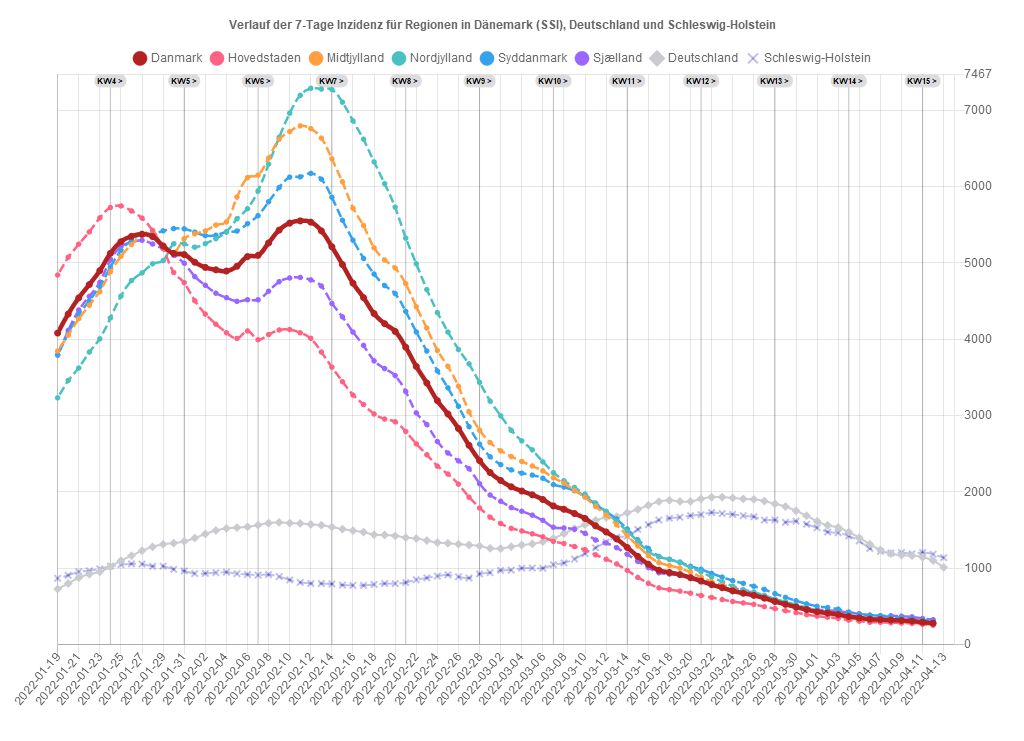 Verlauf der 7-Tage Inzidenz für Regionen in Dänemark (SSI), Deutschland und Schleswig-Holstein
Danmark Hovedstaden Midtjylland Nordjylland Syddanmark Sjælland Deutschland Schleswig-Holstein
KW4 > KW5 > KW6 > KW7 > KW8 > KW9 > KW10 > KW11 > KW12 > KW13 > KW14 > KW15 >
7467
7000
6000
5000
4000
3000
2000
1000
0
2022-01-19 2022-01-21 2022-01-23 2022-01-25 2022-01-27 2022-01-29 2022-01-31 2022-02-02 2022-02-04 2022-02-06 2022-02-08 2022-02-10 2022-02-12 2022-02-14 2022-02-16 2022-02-18 2022-02-20 2022-02-22 2022-02-24 2022-02-26 2022-02-28 2022-03-02 2022-03-04 2022-03-06 2022-03-08 2022-03-10 2022-03-12 2022-03-14 2022-03-16 2022-03-18 2022-03-20 2022-03-22 2022-03-24 2022-03-26 2022-03-28 2022-03-30 2022-04-01 2022-04-03 2022-04-05 2022-04-07 2022-04-09 2022-04-11 2022-04-13